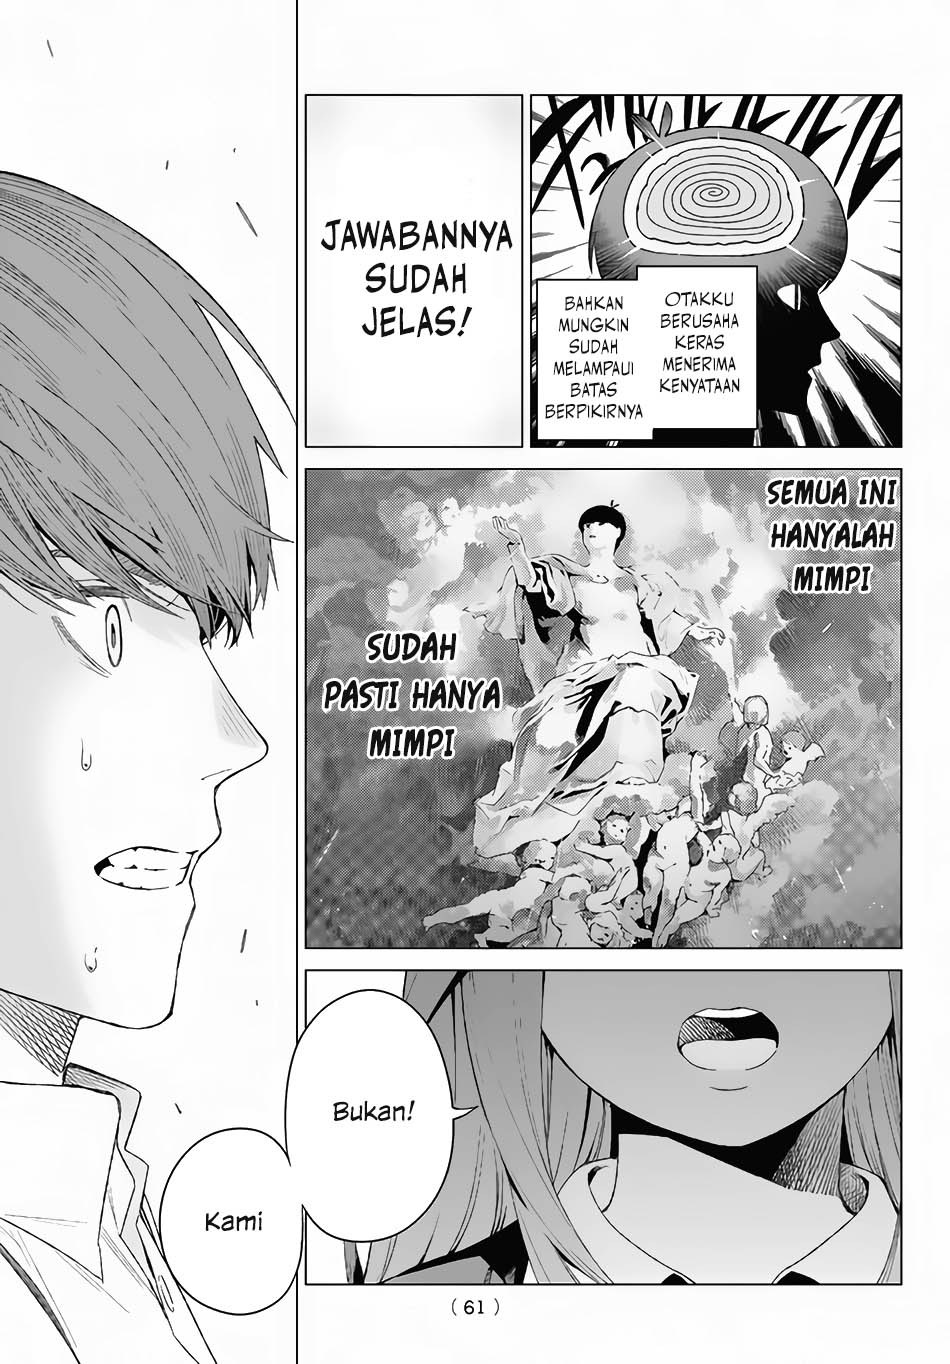 OTAKKU
BERUSAHA
KERAS
MENERIMA
KENYATAAN
BAHKAN
MUNGKIN
SUDAH
MELAMPAUI
BATAS
BERPIKIRNYA
JAWABANNYA
SUDAH
JELAS!
SEMUA INI
HANYALAH
MIMPI
SUDAH
PASTI HANYA
MIMPI
Bukan!
Kami
( 61 )